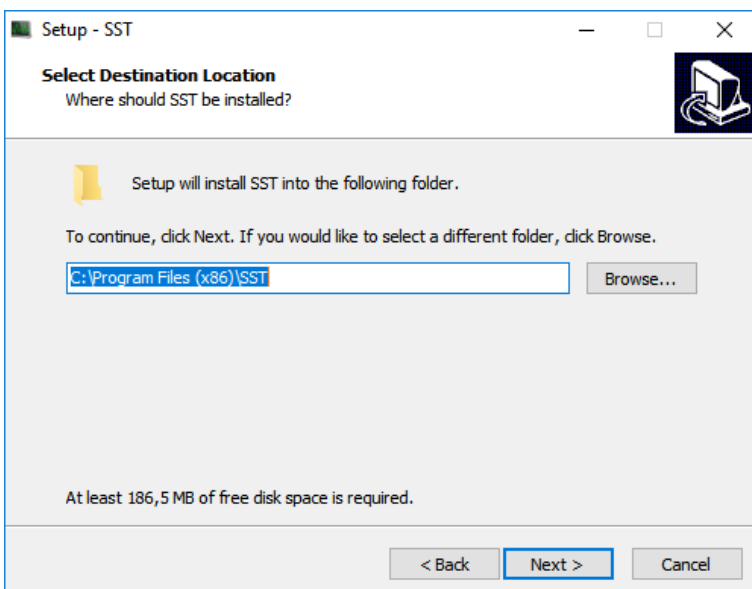 Setup - SST
Select Destination Location
Where should SST be installed?
Setup will install SST into the following folder.
To continue, click Next. If you would like to select a different folder, click Browse.
C:\Program Files (x86)\SST
Browse...
At least 186,5 MB of free disk space is required.
< Back
Next >
Cancel